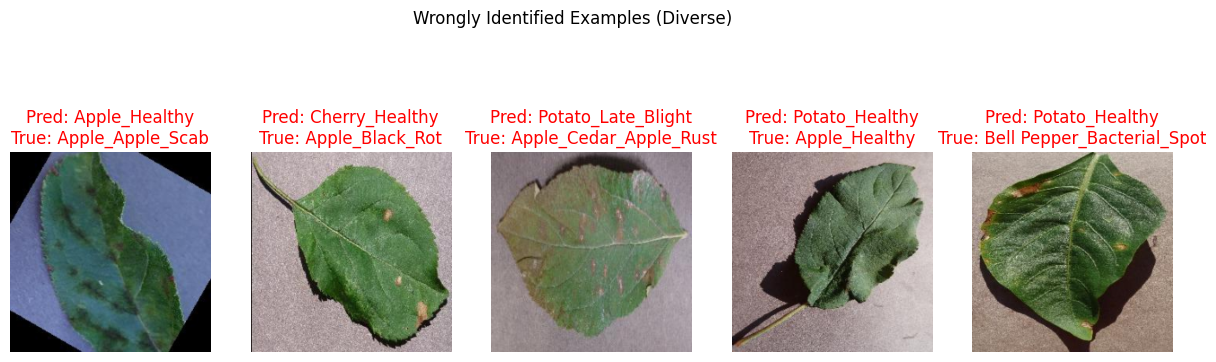 Wrongly Identified Examples (Diverse)
Pred: Apple_Healthy
True: Apple_Apple_Scab
Pred: Cherry_Healthy
True: Apple_Black_Rot
Pred: Potato_Late_Blight
True: Apple_Cedar_Apple_Rust
Pred: Potato_Healthy
True: Apple_Healthy
Pred: Potato_Healthy
True: Bell Pepper_Bacterial_Spot